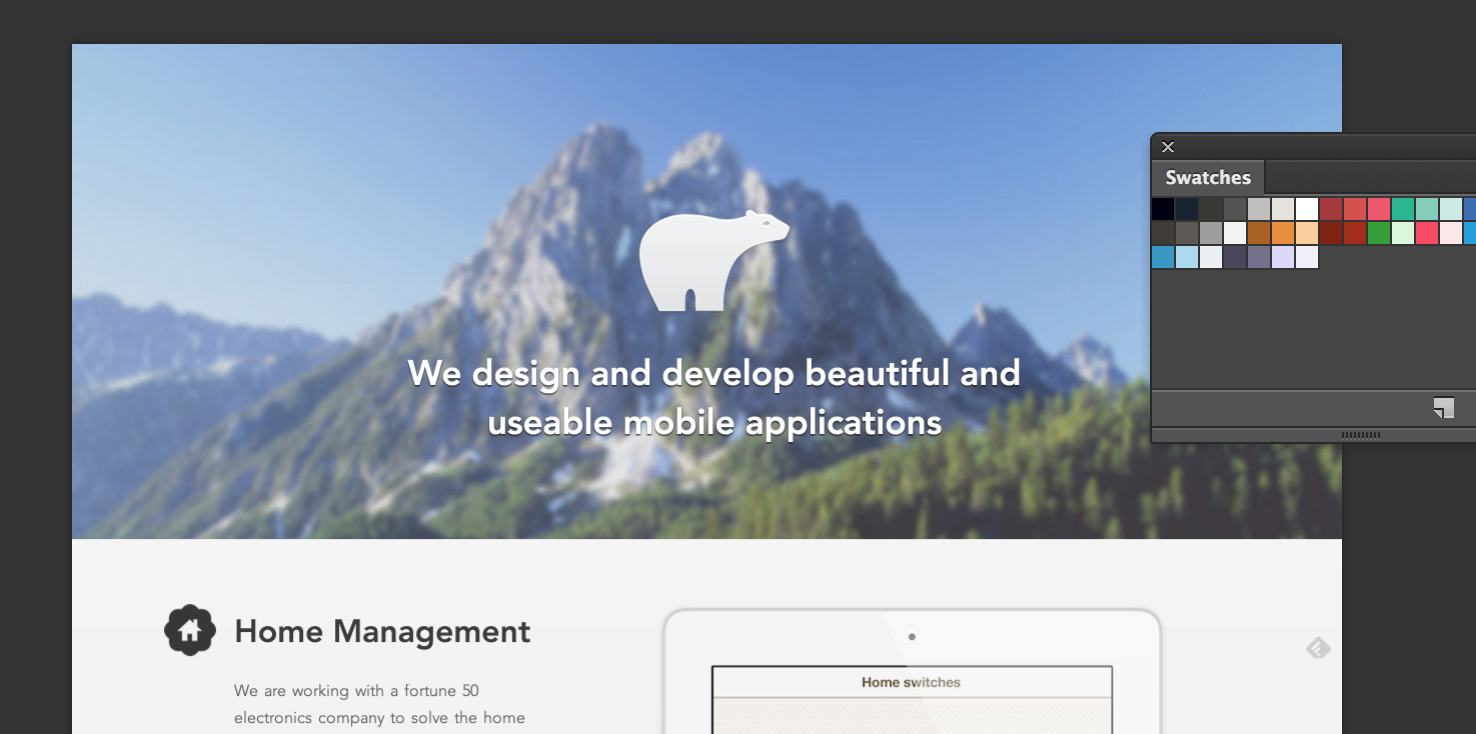 Swatches
We design and develop beautiful and
useable mobile applications
Home Management
We are working with a fortune 50
electronics company to solve the home
Home switches